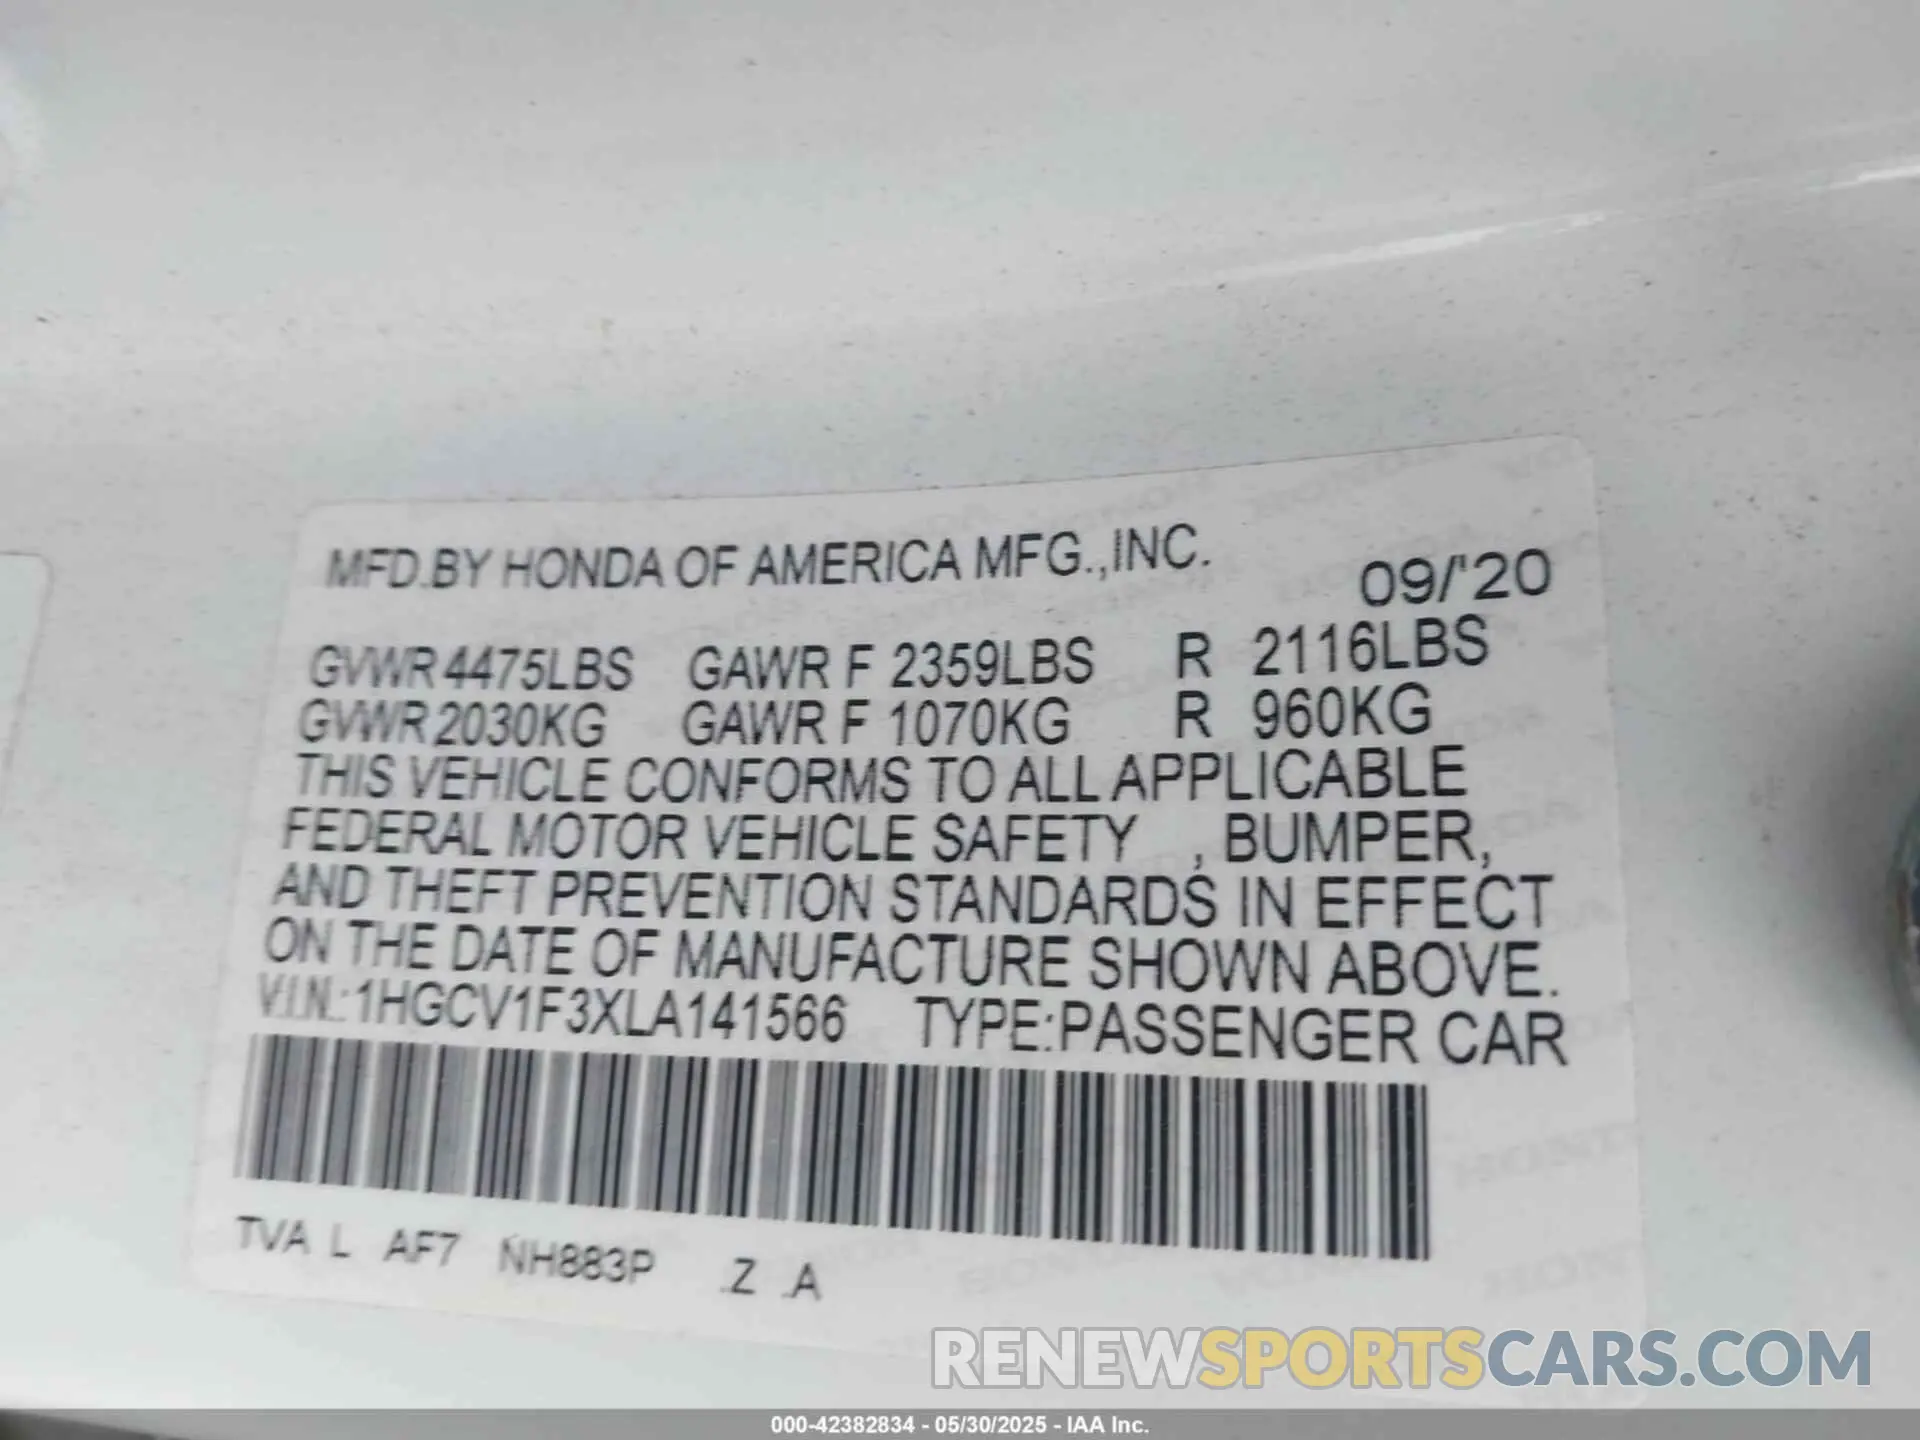 MFD.BY HONDA OF AMERICA MFG.,INC.
09/'20
GVWR 4475LBS GAWR F 2359LBS R 2116LBS
GVWR 2030KG GAWR F 1070KG R 960KG
THIS VEHICLE CONFORMS TO ALL APPLICABLE
FEDERAL MOTOR VEHICLE SAFETY , BUMPER,
AND THEFT PREVENTION STANDARDS IN EFFECT
ON THE DATE OF MANUFACTURE SHOWN ABOVE.
V.I.N.:1HGCV1F3XLA141566 TYPE:PASSENGER CAR
TVA L AF7 NH883P .Z .A
RENEWSPORTSCARS.COM
000-42382834 - 05/30/2025 - IAA Inc.